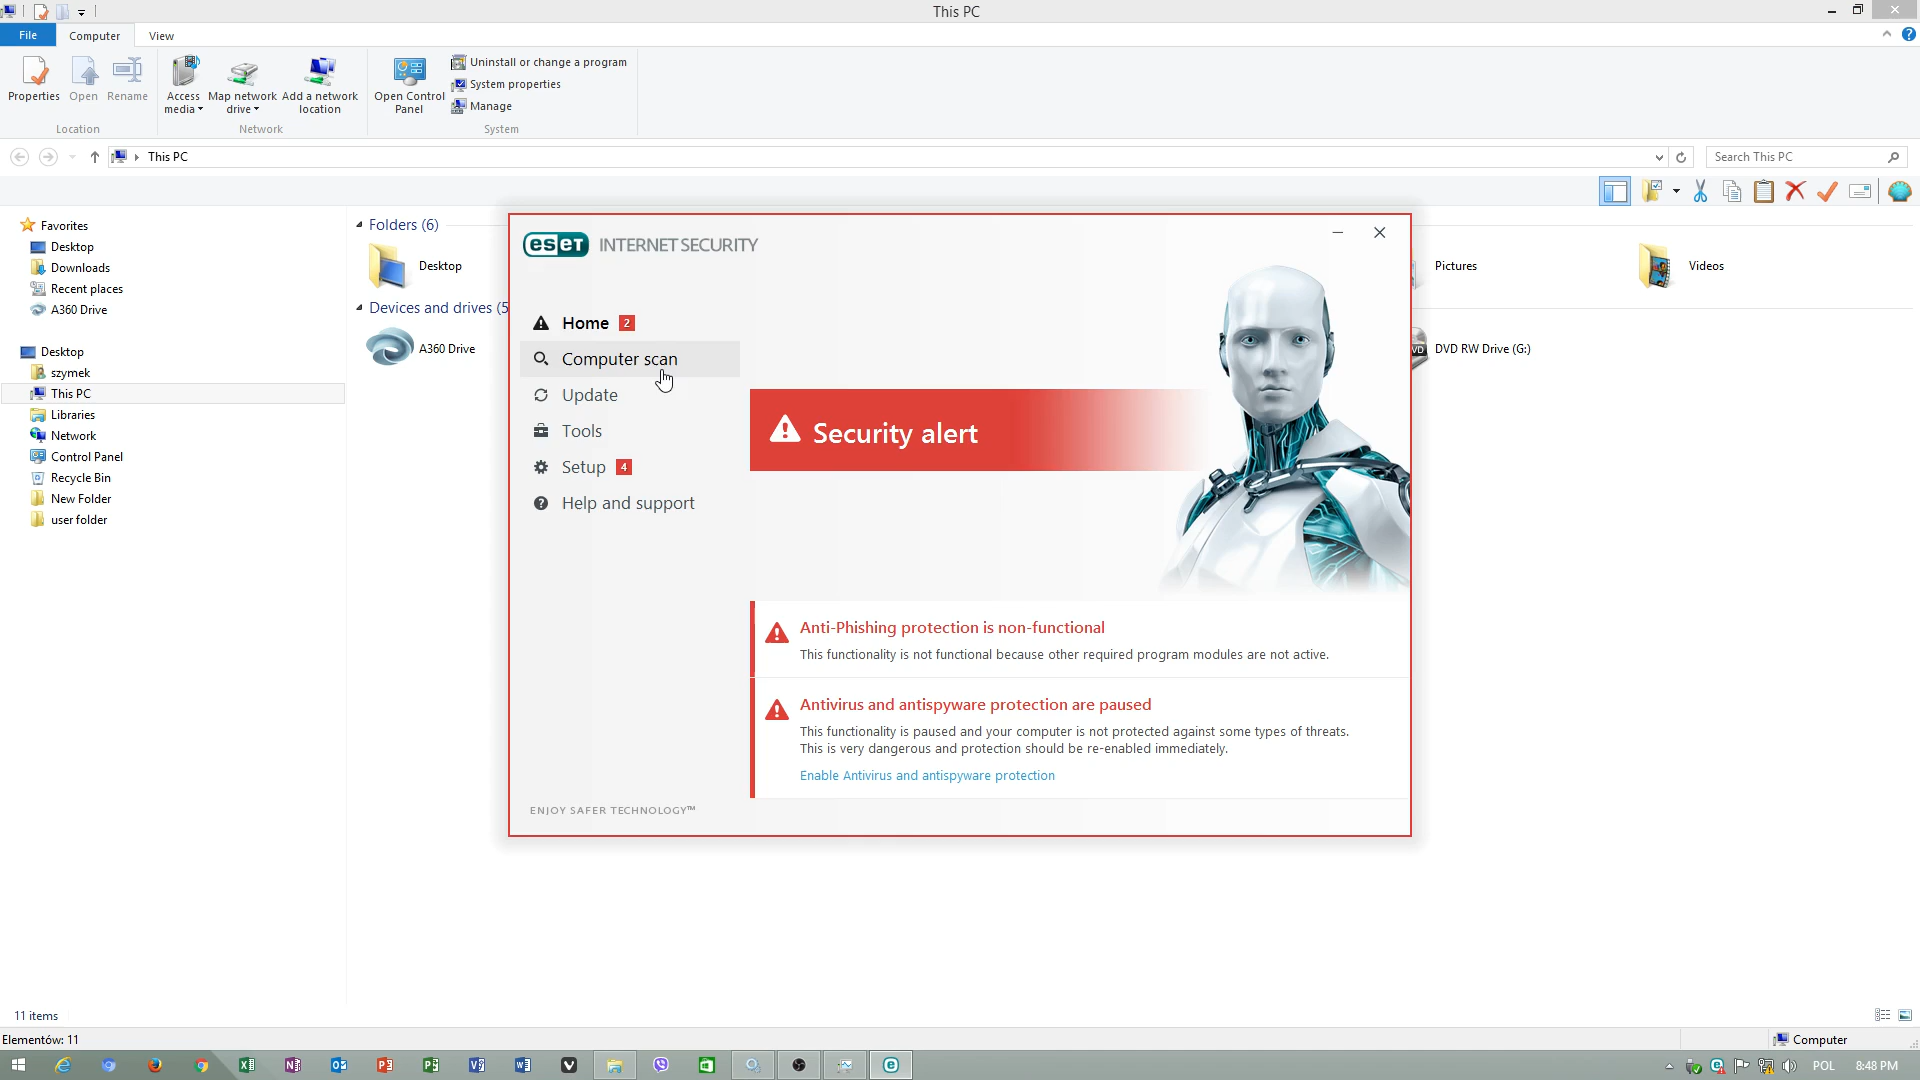 This PC
File
Computer
View
Properties
Open
Rename
Access media
Map network drive
Add a network location
Open Control Panel
Uninstall or change a program
System properties
Manage
Location
Network
System
This PC
Search This PC
Favorites
Desktop
Downloads
Recent places
A360 Drive
Desktop
szymek
This PC
Libraries
Network
Control Panel
Recycle Bin
New Folder
user folder
Folders (6)
Desktop
Pictures
Videos
Devices and drives (5
A360 Drive
DVD RW Drive (G:)
eset INTERNET SECURITY
Home 2
Computer scan
Update
Tools
Setup 4
Help and support
Security alert
Anti-Phishing protection is non-functional
This functionality is not functional because other required program modules are not active.
Antivirus and antispyware protection are paused
This functionality is paused and your computer is not protected against some types of threats.
This is very dangerous and protection should be re-enabled immediately.
Enable Antivirus and antispyware protection
ENJOY SAFER TECHNOLOGY™
11 items
Elementów: 11
Computer
POL
8:48 PM